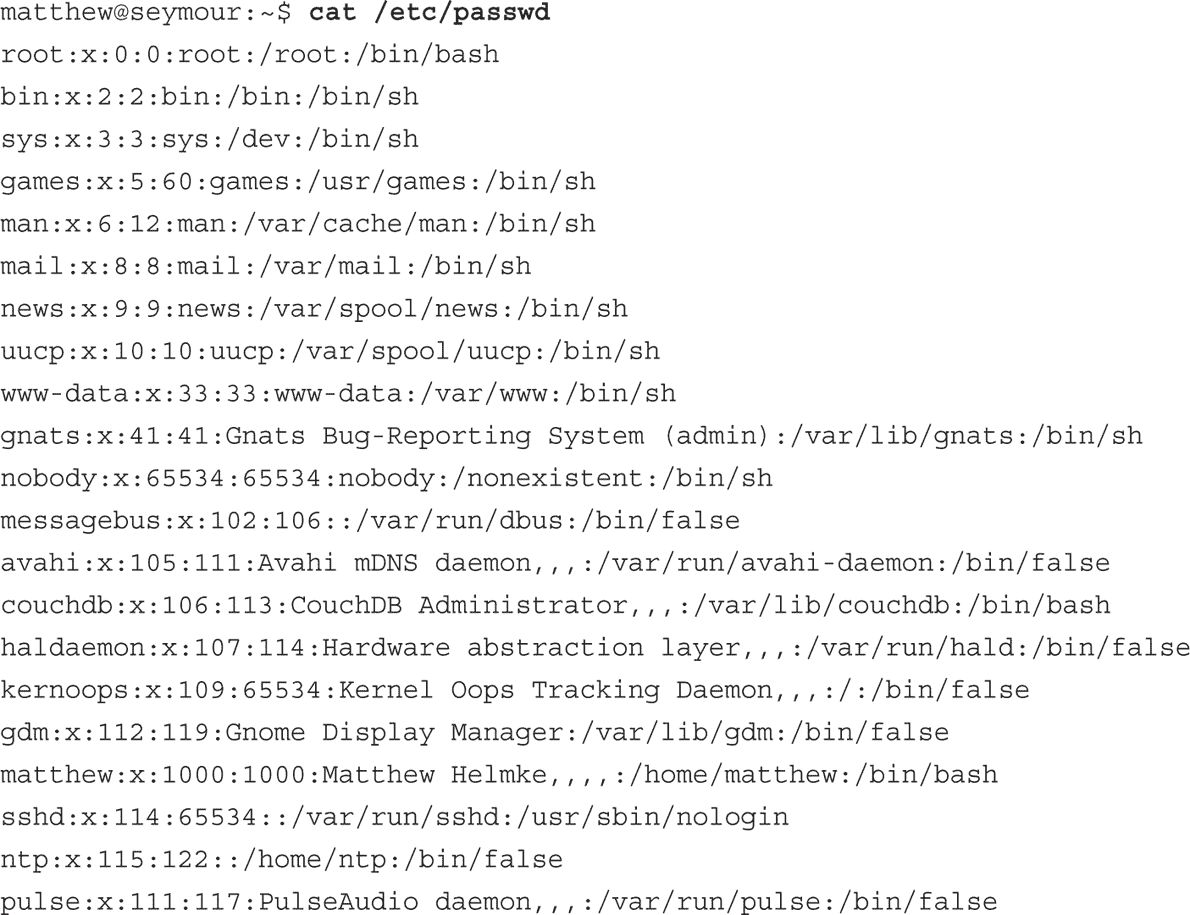 matthew@seymour:~$ cat /etc/passwd
root:x:0:0:root:/root:/bin/bash
bin:x:2:2:bin:/bin:/bin/sh
sys:x:3:3:sys:/dev:/bin/sh
games:x:5:60:games:/usr/games:/bin/sh
man:x:6:12:man:/var/cache/man:/bin/sh
mail:x:8:8:mail:/var/mail:/bin/sh
news:x:9:9:news:/var/spool/news:/bin/sh
uucp:x:10:10:uucp:/var/spool/uucp:/bin/sh
www-data:x:33:33:www-data:/var/www:/bin/sh
gnats:x:41:41:Gnats Bug-Reporting System (admin):/var/lib/gnats:/bin/sh
nobody:x:65534:65534:nobody:/nonexistent:/bin/sh
messagebus:x:102:106::/var/run/dbus:/bin/false
avahi:x:105:111:Avahi mDNS daemon,,,:/var/run/avahi-daemon:/bin/false
couchdb:x:106:113:CouchDB Administrator,,,:/var/lib/couchdb:/bin/bash
haldaemon:x:107:114:Hardware abstraction layer,,,:/var/run/hald:/bin/false
kernoops:x:109:65534:Kernel Oops Tracking Daemon,,,:/:/bin/false
gdm:x:112:119:Gnome Display Manager:/var/lib/gdm:/bin/false
matthew:x:1000:1000:Matthew Helmke,,,,:/home/matthew:/bin/bash
sshd:x:114:65534::/var/run/sshd:/usr/sbin/nologin
ntp:x:115:122::/home/ntp:/bin/false
pulse:x:111:117:PulseAudio daemon,,,:/var/run/pulse:/bin/false